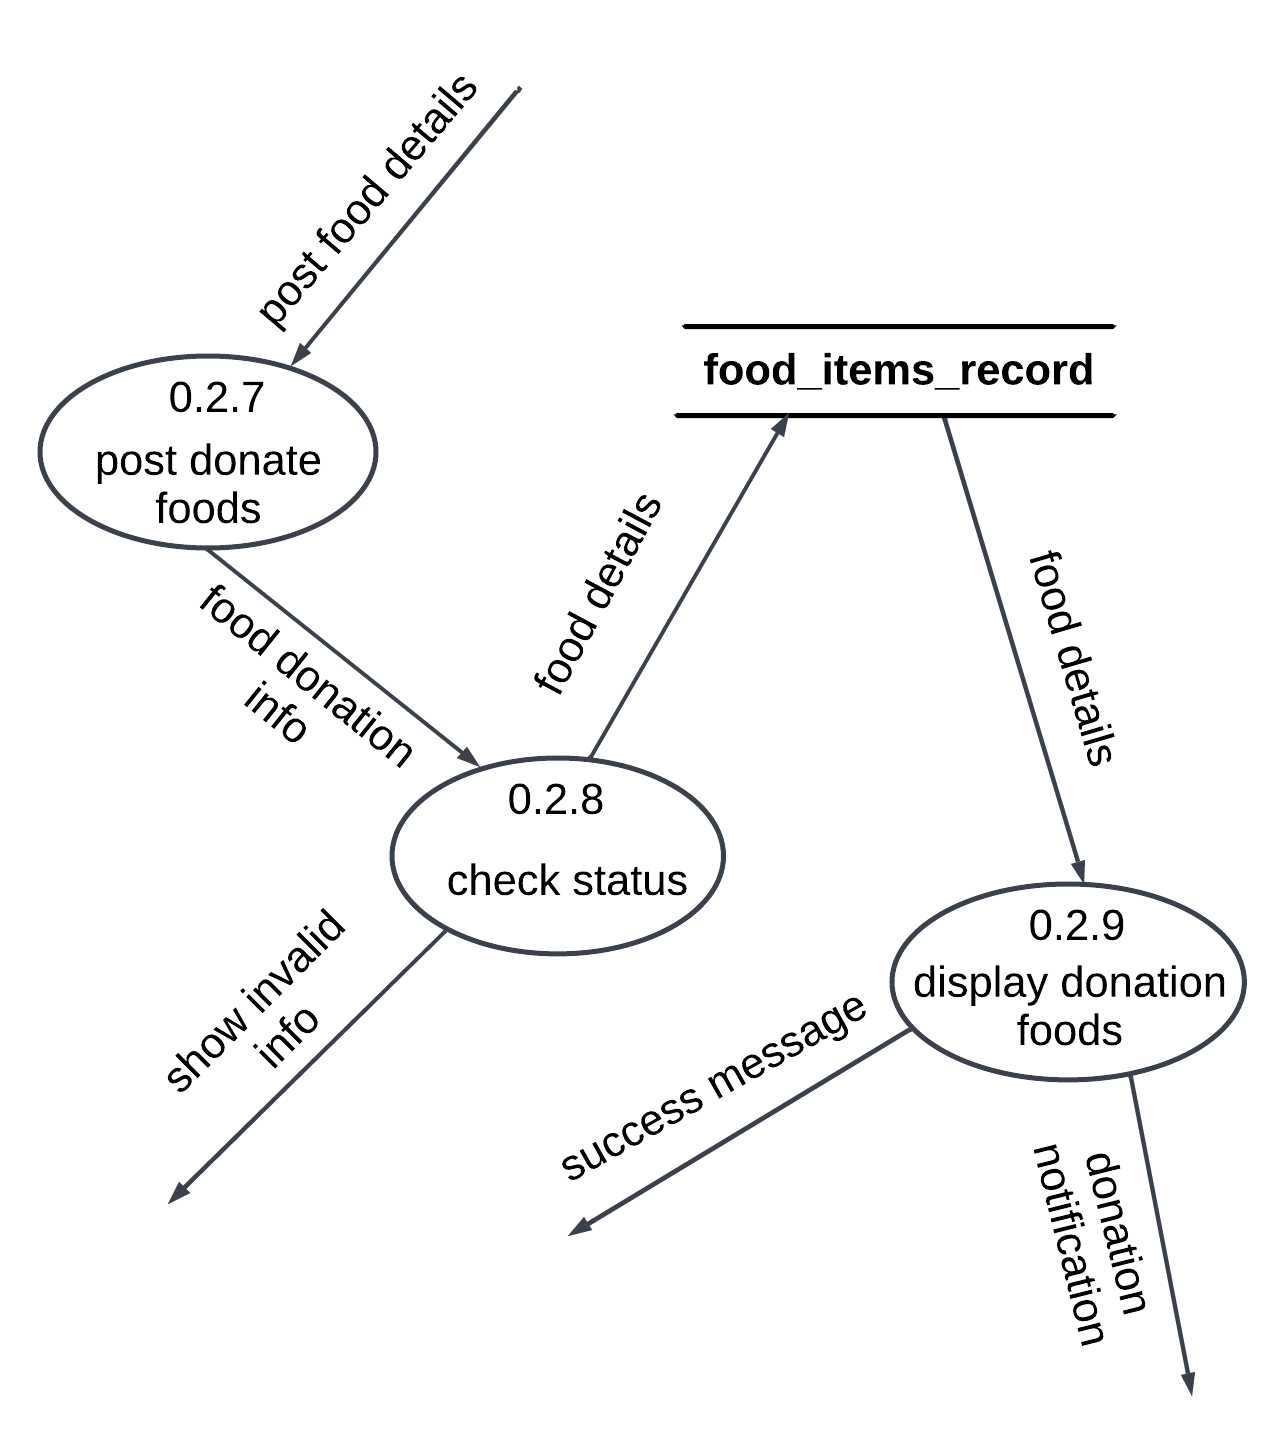 post food details
0.2.7
post donate
foods
food_items_record
food details
food details
food donation
info
0.2.8
check status
show invalid
info
0.2.9
display donation
foods
success message
donation
notification